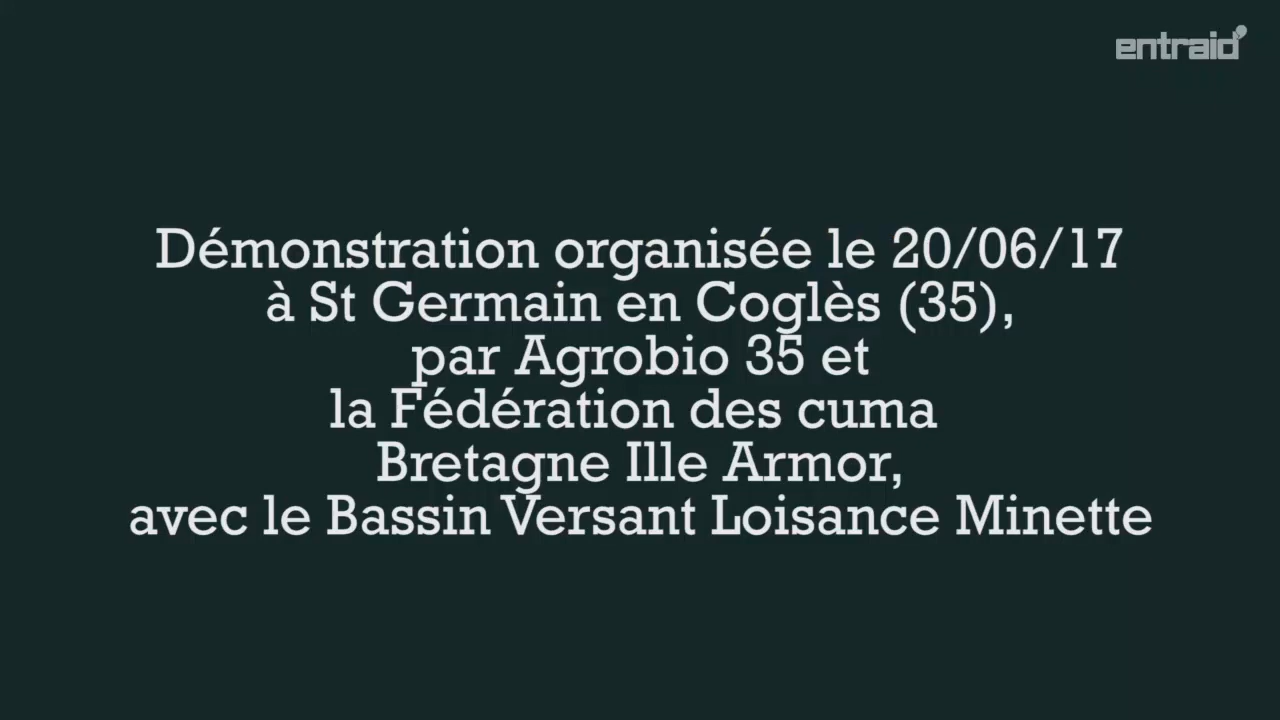 entraid
Démonstration organisée le 20/06/17
à St Germain en Coglès (35),
par Agrobio 35 et
la Fédération des cuma
Bretagne Ille Armor,
avec le Bassin Versant Loisance Minette